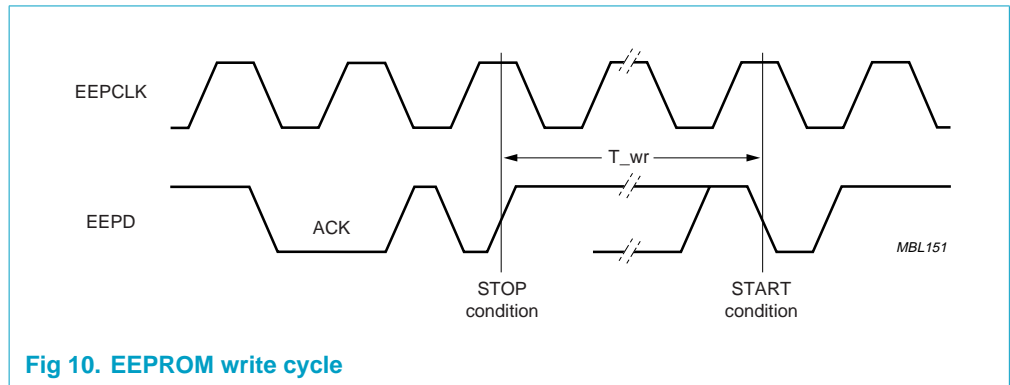 EEPCLK
T_wr
EEPD
ACK
MBL151
STOP
condition
START
condition
Fig 10. EEPROM write cycle